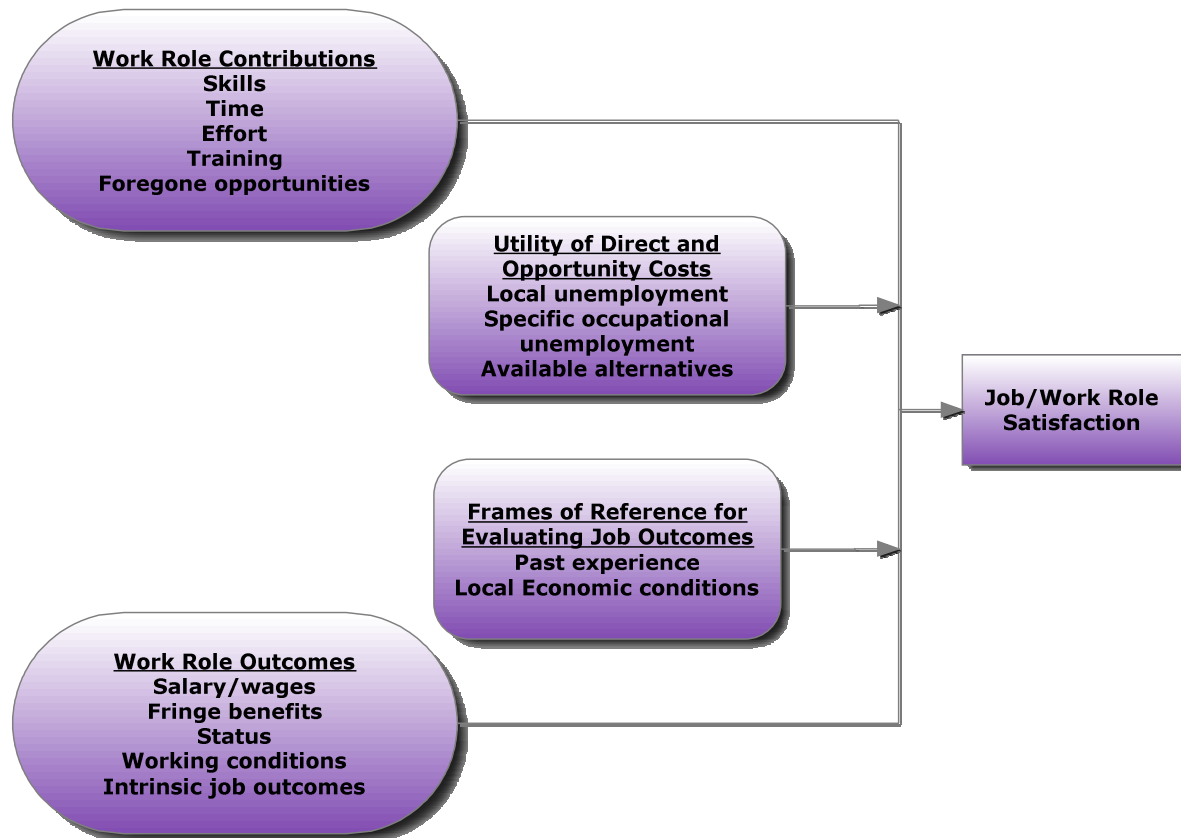 Work Role Contributions
Skills
Time
Effort
Training
Foregone opportunities
Utility of Direct and
Opportunity Costs
Local unemployment
Specific occupational
unemployment
Available alternatives
Job/Work Role
Satisfaction
Frames of Reference for
Evaluating Job Outcomes
Past experience
Local Economic conditions
Work Role Outcomes
Salary/wages
Fringe benefits
Status
Working conditions
Intrinsic job outcomes